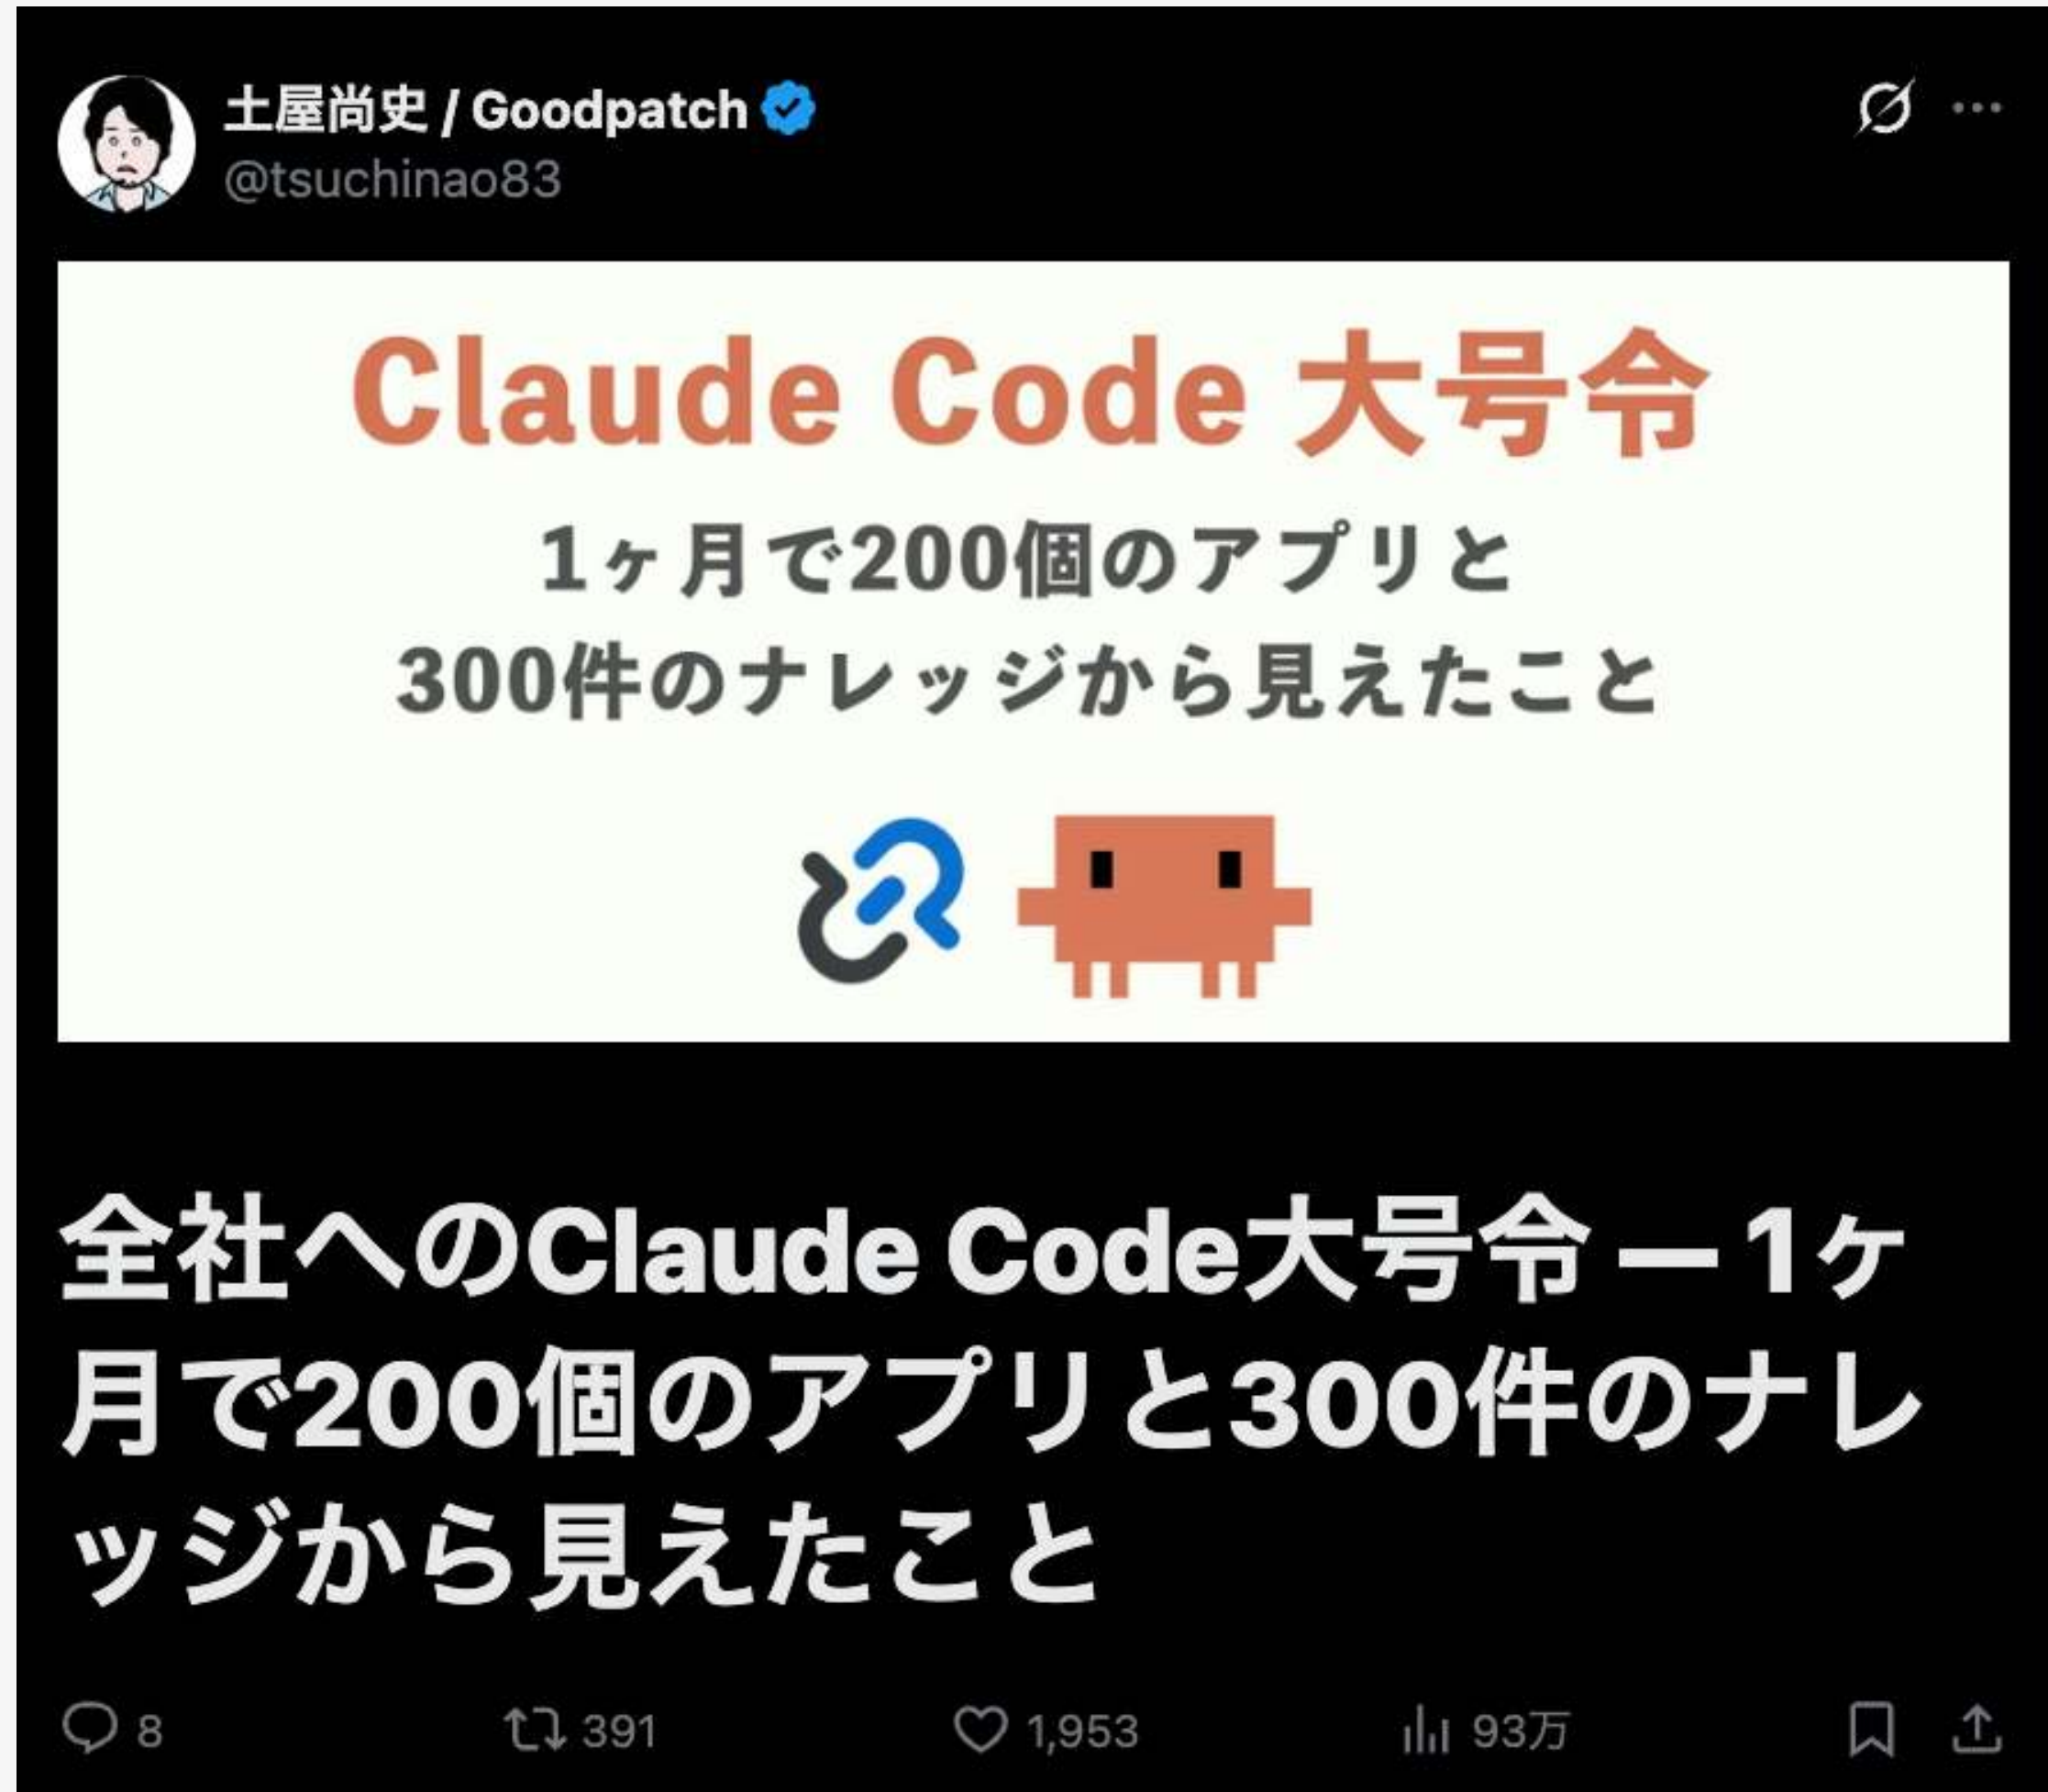 土屋尚史 / Goodpatch
@tsuchinao83
Claude Code 大号令
1ヶ月で200個のアプリと
300件のナレッジから見えたこと
全社へのClaude Code大号令 — 1ヶ
月で200個のアプリと300件のナレ
ッジから見えたこと
8 391 1,953 93万